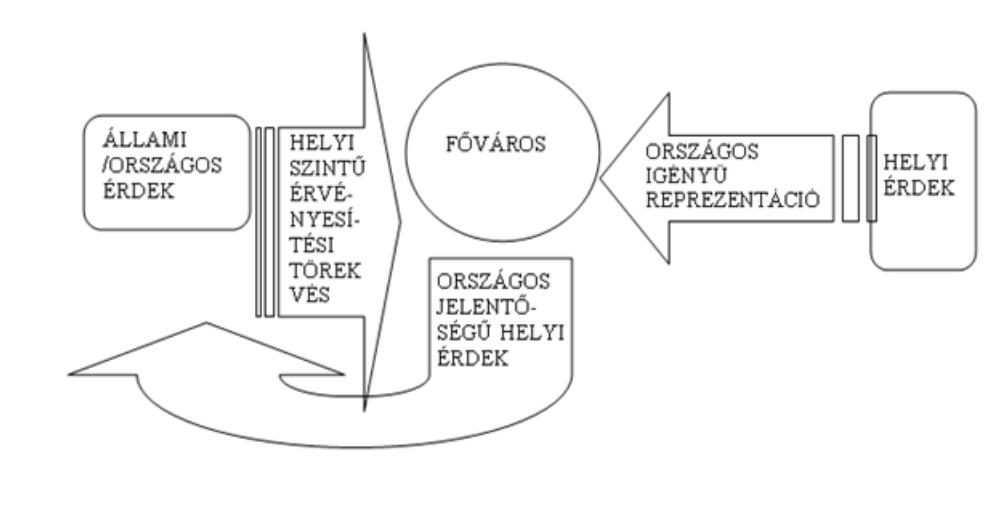 ÁLLAMI
/ORSZÁGOS
ÉRDEK
HELYI
SZINTŰ
ÉRVÉ-
NYESÍ-
TÉSI
TÖREK
VÉS
FŐVÁROS
ORSZÁGOS
IGÉNYŰ
REPREZENTÁCIÓ
HELYI
ÉRDEK
ORSZÁGOS
JELENTŐ-
SÉGŰ HELYI
ÉRDEK